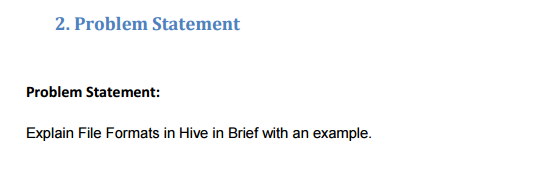 2. Problem Statement
Problem Statement:
Explain File Formats in Hive in Brief with an example.